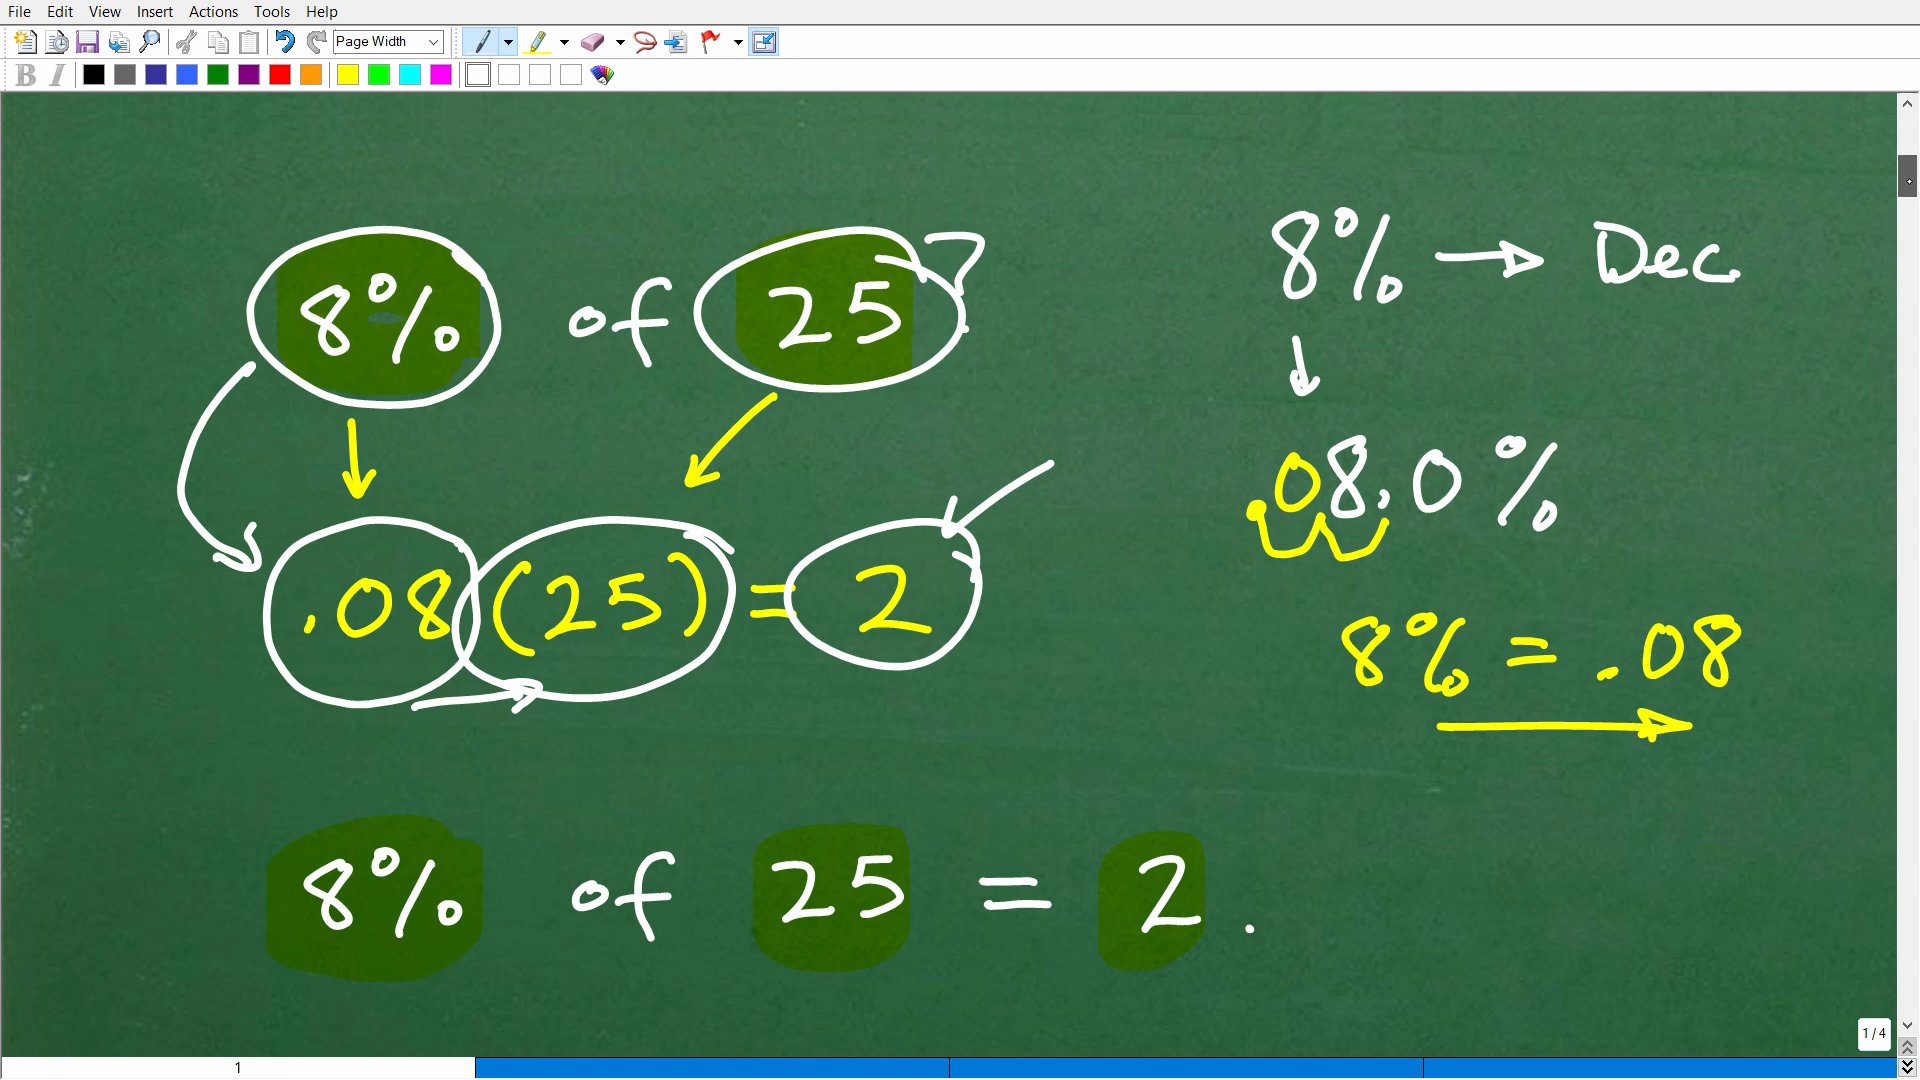 File Edit View Insert Actions Tools Help
Page Width
B I
8% of 25?
.08 (25) = 2
8% of 25 = 2.
8% → Dec
.08.0%
8% = .08
1 / 4
1